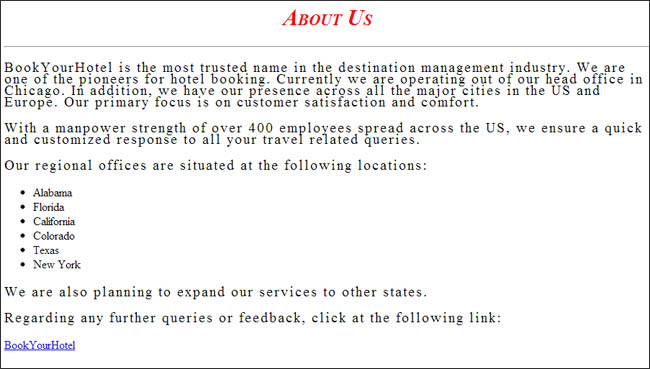 About Us
BookYourHotel is the most trusted name in the destination management industry. We are
one of the pioneers for hotel booking. Currently we are operating out of our head office in
Chicago. In addition, we have our presence across all the major cities in the US and
Europe. Our primary focus is on customer satisfaction and comfort.
With a manpower strength of over 400 employees spread across the US, we ensure a quick
and customized response to all your travel related queries.
Our regional offices are situated at the following locations:
• Alabama
• Florida
• California
• Colorado
• Texas
• New York
We are also planning to expand our services to other states.
Regarding any further queries or feedback, click at the following link:
BookYourHotel